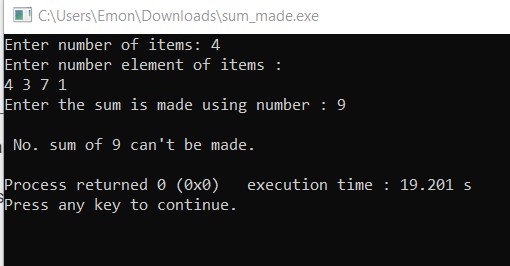 C:\Users\Emon\Downloads\sum_made.exe
Enter number of items: 4
Enter number element of items :
4 3 7 1
Enter the sum is made using number : 9
No. sum of 9 can't be made.
Process returned 0 (0x0)   execution time : 19.201 s
Press any key to continue.